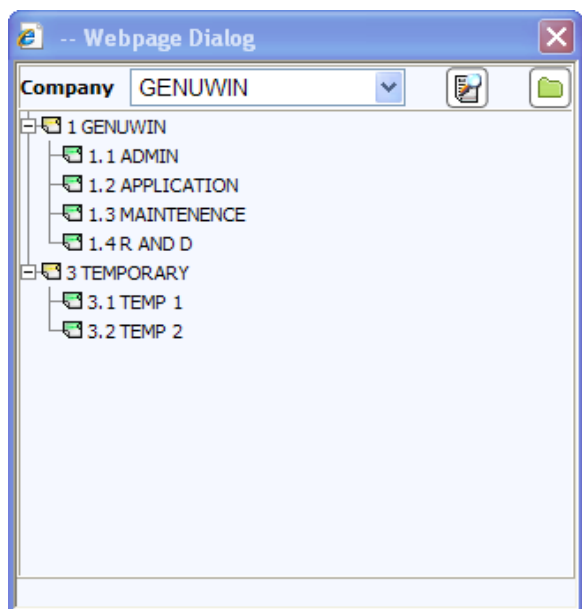 -- Webpage Dialog
Company GENUWIN
1 GENUWIN
1.1 ADMIN
1.2 APPLICATION
1.3 MAINTENENCE
1.4 R AND D
3 TEMPORARY
3.1 TEMP 1
3.2 TEMP 2